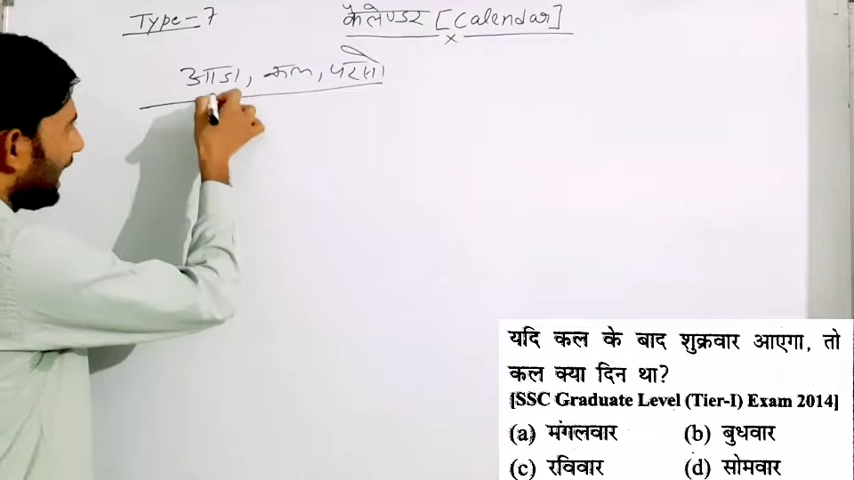 Type-7
कैलेण्डर [Calendar]
x
आज, कल, परसों
यदि कल के बाद शुक्रवार आएगा, तो
कल क्या दिन था?
[SSC Graduate Level (Tier-I) Exam 2014]
(a) मंगलवार (b) बुधवार
(c) रविवार (d) सोमवार